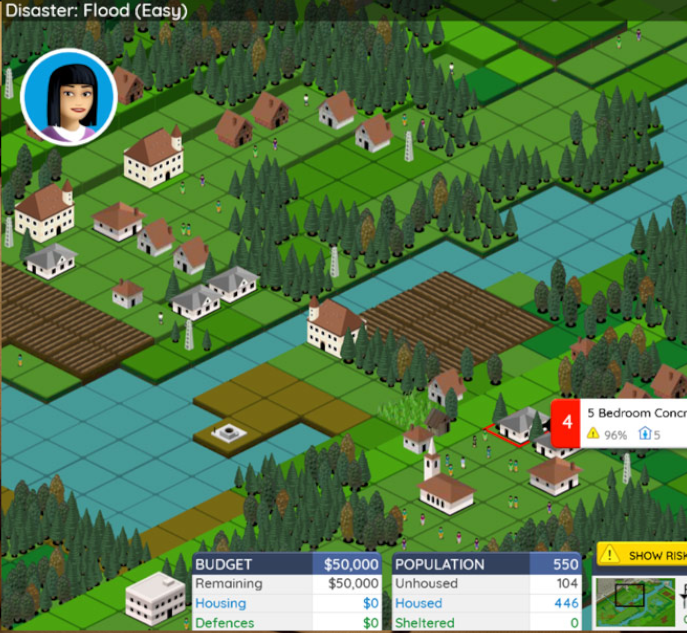 Disaster: Flood (Easy)
4
5 Bedroom Concr
96% 5
SHOW RISK
BUDGET $50,000
Remaining $50,000
Housing $0
Defences $0
POPULATION 550
Unhoused 104
Housed 446
Sheltered 0